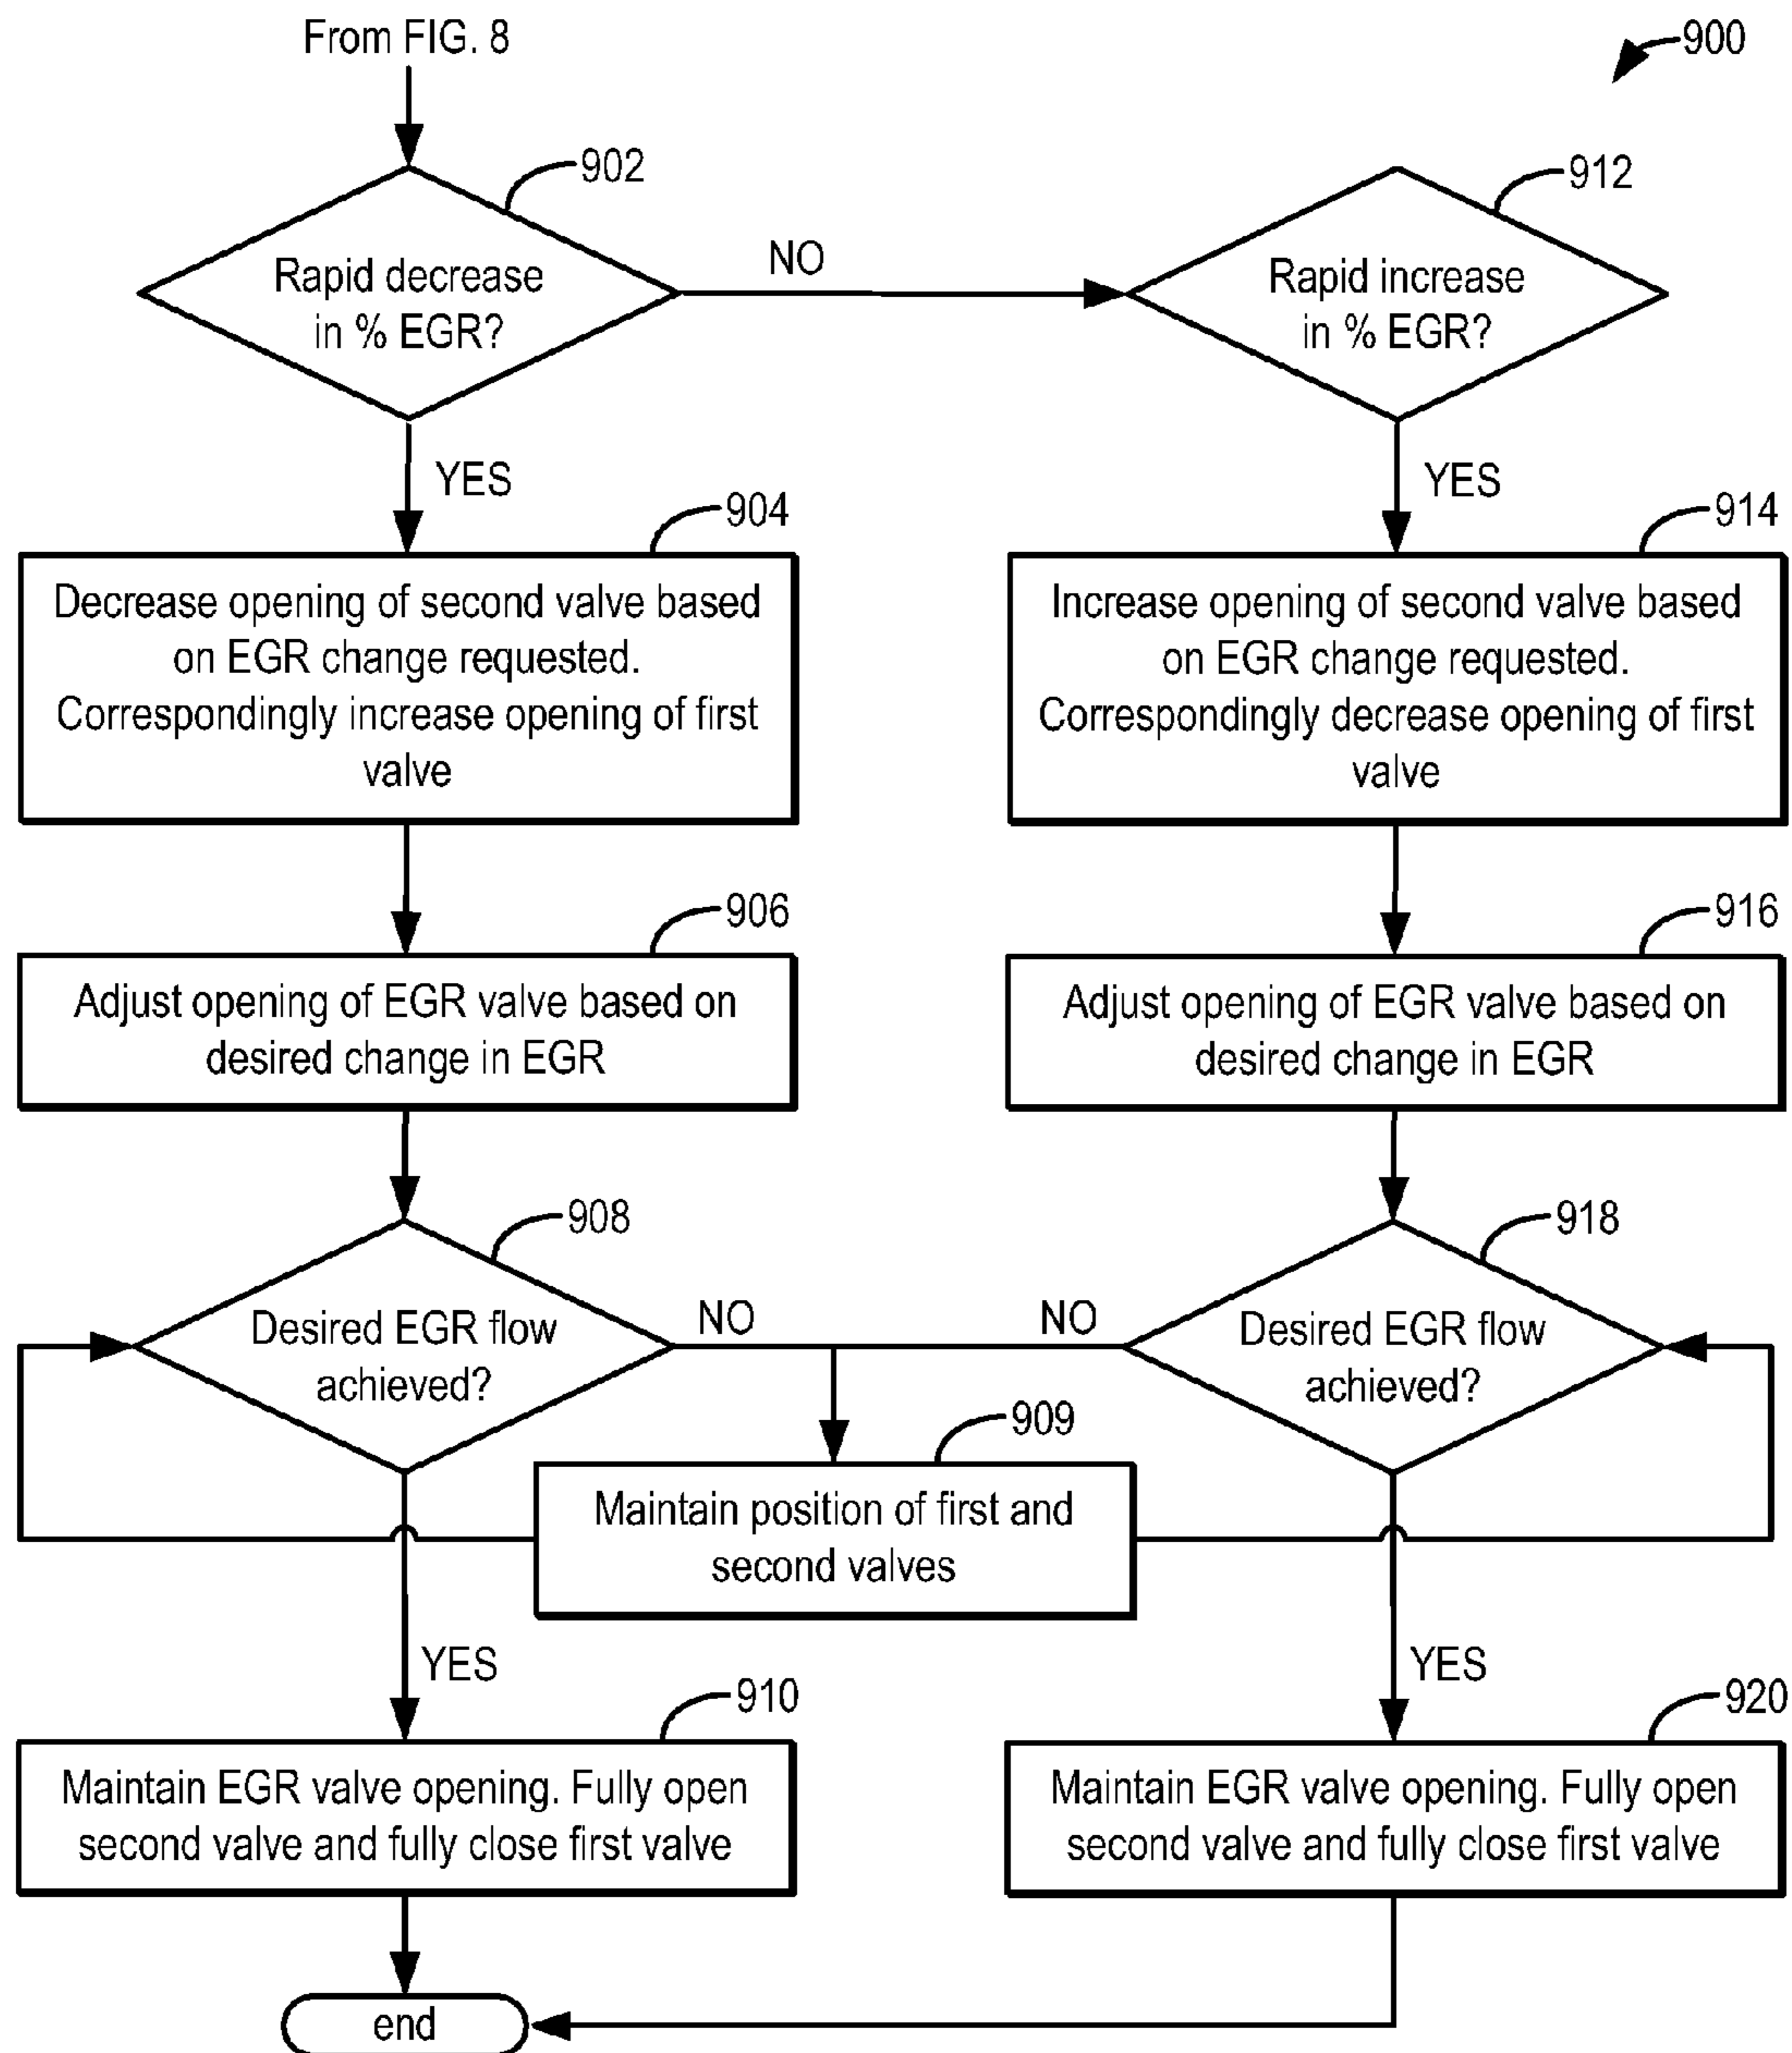 From FIG. 8
900
902
Rapid decrease
in % EGR?
NO
912
Rapid increase
in % EGR?
YES
YES
904
Decrease opening of second valve based
on EGR change requested.
Correspondingly increase opening of first
valve
914
Increase opening of second valve based
on EGR change requested.
Correspondingly decrease opening of first
valve
906
Adjust opening of EGR valve based on
desired change in EGR
916
Adjust opening of EGR valve based on
desired change in EGR
908
Desired EGR flow
achieved?
NO
NO
918
Desired EGR flow
achieved?
909
Maintain position of first and
second valves
YES
YES
910
Maintain EGR valve opening. Fully open
second valve and fully close first valve
920
Maintain EGR valve opening. Fully open
second valve and fully close first valve
end